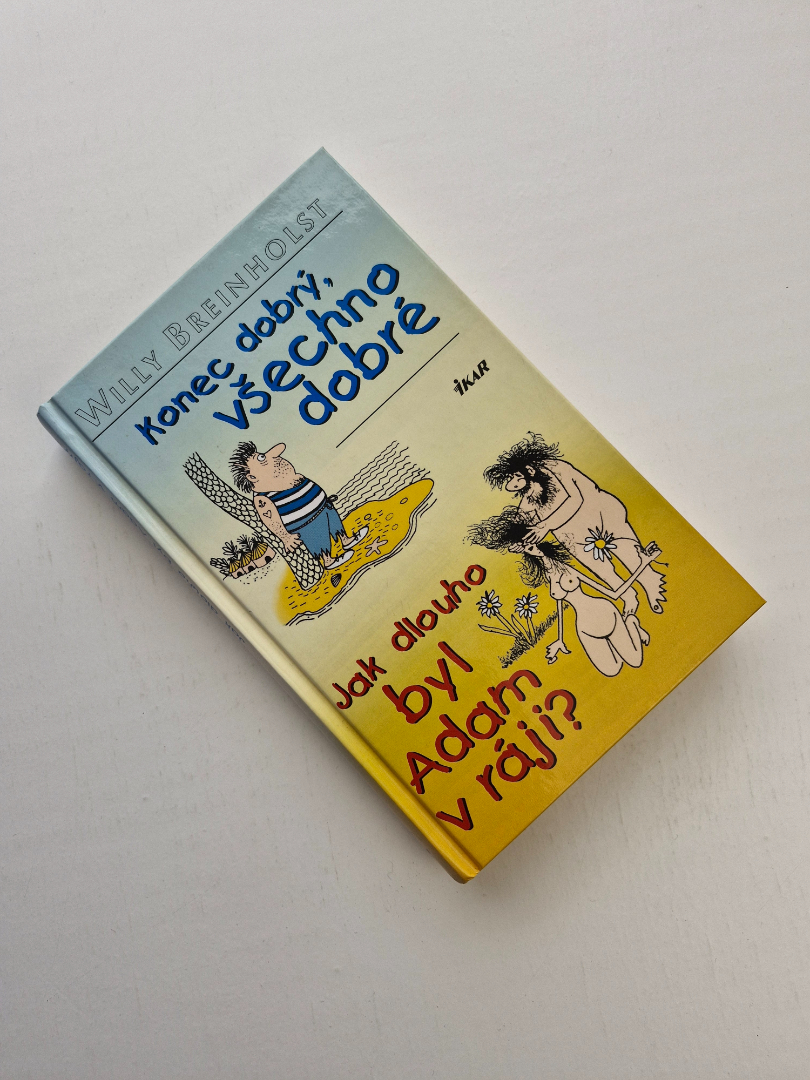 WILLY BREINHOLST
Konec dobrý,
všechno
dobré
IKAR
Jak dlouho
byl
Adam
v ráji?